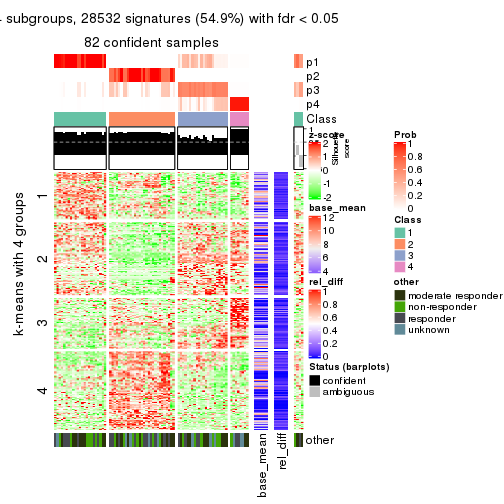 subgroups, 28532 signatures (54.9%) with fdr < 0.05
82 confident samples
p1
p2
p3
p4
Class
Silhouette score
k-means with 4 groups
1
2
3
4
other
base_mean
rel_diff
z-score
2
1
0
-1
-2
base_mean
12
10
8
6
4
rel_diff
1
0.8
0.6
0.4
0.2
0
Status (barplots)
confident
ambiguous
Prob
1
0.8
0.6
0.4
0.2
0
Class
1
2
3
4
other
moderate responder
non-responder
responder
unknown